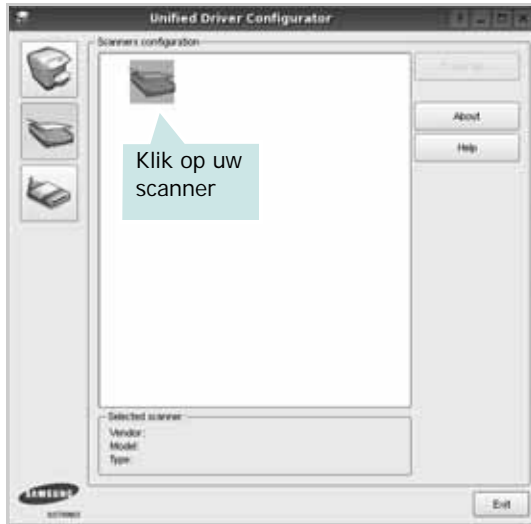 Unified Driver Configurator
Scanners configuration
About
Help
Klik op uw
scanner
Selected scanner
Vendor:
Model:
Type:
SAMSUNG
Exit